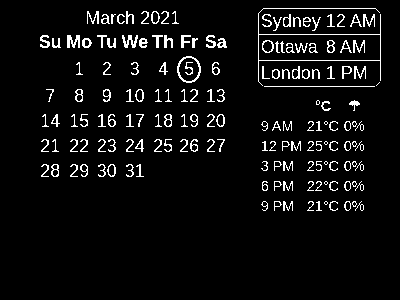 March 2021
Su Mo Tu We Th Fr Sa
1 2 3 4 5 6
7 8 9 10 11 12 13
14 15 16 17 18 19 20
21 22 23 24 25 26 27
28 29 30 31
Sydney 12 AM
Ottawa 8 AM
London 1 PM
°C ☂
9 AM 21°C 0%
12 PM 25°C 0%
3 PM 25°C 0%
6 PM 22°C 0%
9 PM 21°C 0%